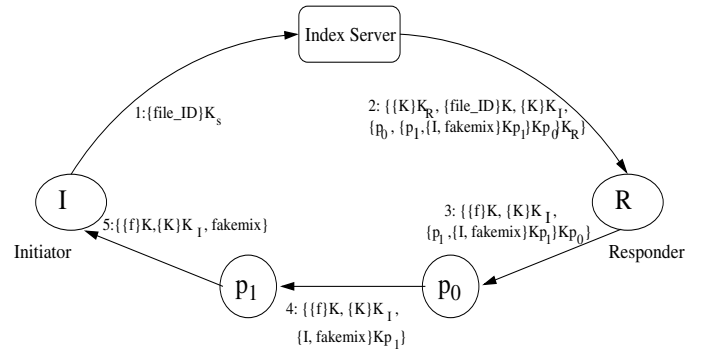 Index Server
1:{file_ID}K_s
2: {{K}K_R, {file_ID}K, {K}K_I,
{p_0, {p_1,{I, fakemix}Kp_1}Kp_0}K_R}
I
R
5:{{f}K,{K}K_I, fakemix}
3: {{f}K, {K}K_I,
{p_1,{I, fakemix}Kp_1}Kp_0}
Initiator
Responder
p_1
p_0
4: {{f}K, {K}K_I,
{I, fakemix}Kp_1}